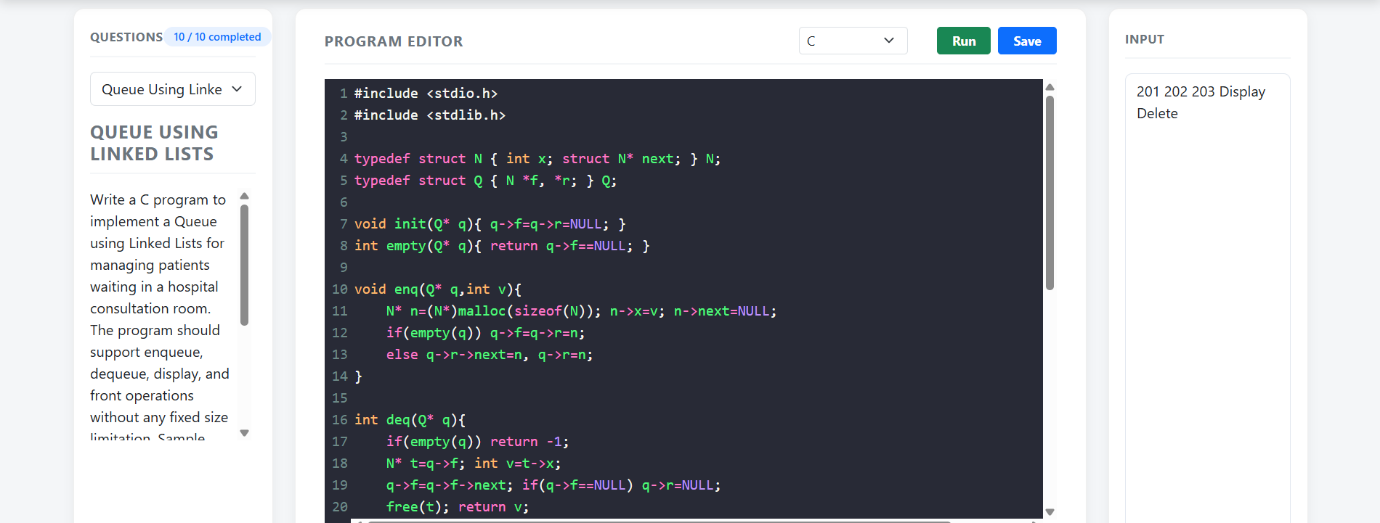 QUESTIONS 10 / 10 completed
Queue Using Linke
QUEUE USING
LINKED LISTS
Write a C program to
implement a Queue
using Linked Lists for
managing patients
waiting in a hospital
consultation room.
The program should
support enqueue,
dequeue, display, and
front operations
without any fixed size
limitation. Sample
PROGRAM EDITOR
C
Run
Save
1 #include <stdio.h>
2 #include <stdlib.h>
3
4 typedef struct N { int x; struct N* next; } N;
5 typedef struct Q { N *f, *r; } Q;
6
7 void init(Q* q){ q->f=q->r=NULL; }
8 int empty(Q* q){ return q->f==NULL; }
9
10 void enq(Q* q,int v){
11     N* n=(N*)malloc(sizeof(N)); n->x=v; n->next=NULL;
12     if(empty(q)) q->f=q->r=n;
13     else q->r->next=n, q->r=n;
14 }
15
16 int deq(Q* q){
17     if(empty(q)) return -1;
18     N* t=q->f; int v=t->x;
19     q->f=q->f->next; if(q->f==NULL) q->r=NULL;
20     free(t); return v;
INPUT
201 202 203 Display
Delete